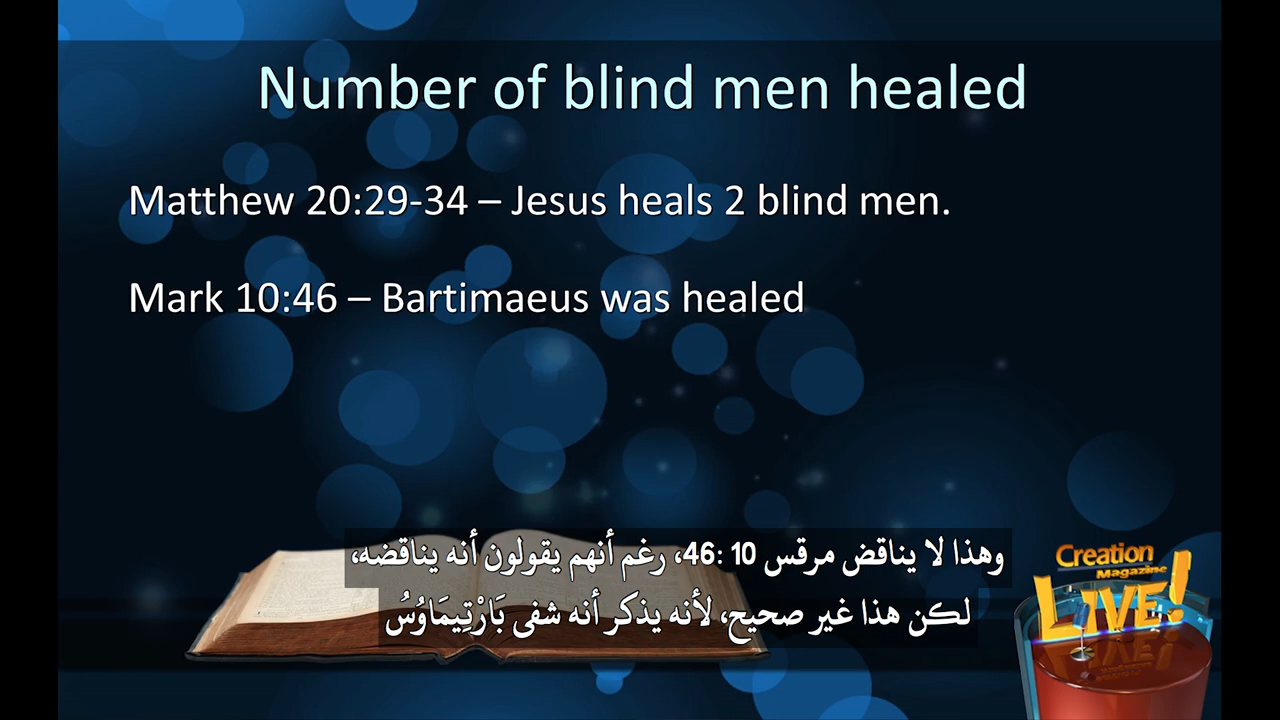 Number of blind men healed
Matthew 20:29-34 – Jesus heals 2 blind men.
Mark 10:46 – Bartimaeus was healed
وهذا لا يناقض مرقس 10 :46، رغم أنهم يقولون أنه يناقضه،
لكن هذا غير صحيح، لأنه يذكر أنه شفى بَارْتِيمَاوُسُ
Creation
Magazine
LIVE!